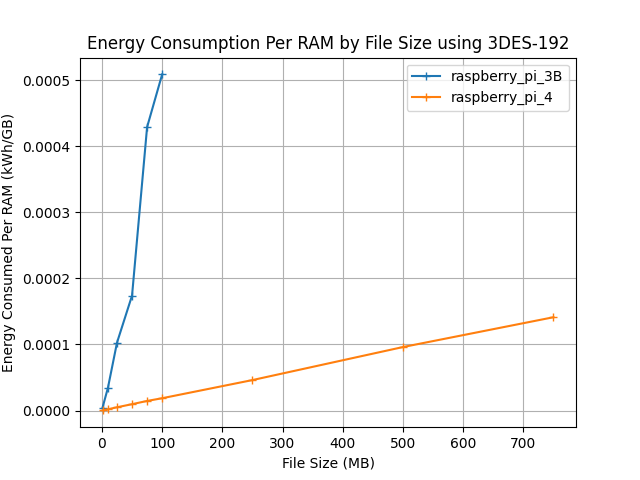 Energy Consumption Per RAM by File Size using 3DES-192
raspberry_pi_3B
raspberry_pi_4
Energy Consumed Per RAM (kWh/GB)
0.0005
0.0004
0.0003
0.0002
0.0001
0.0000
0 100 200 300 400 500 600 700
File Size (MB)